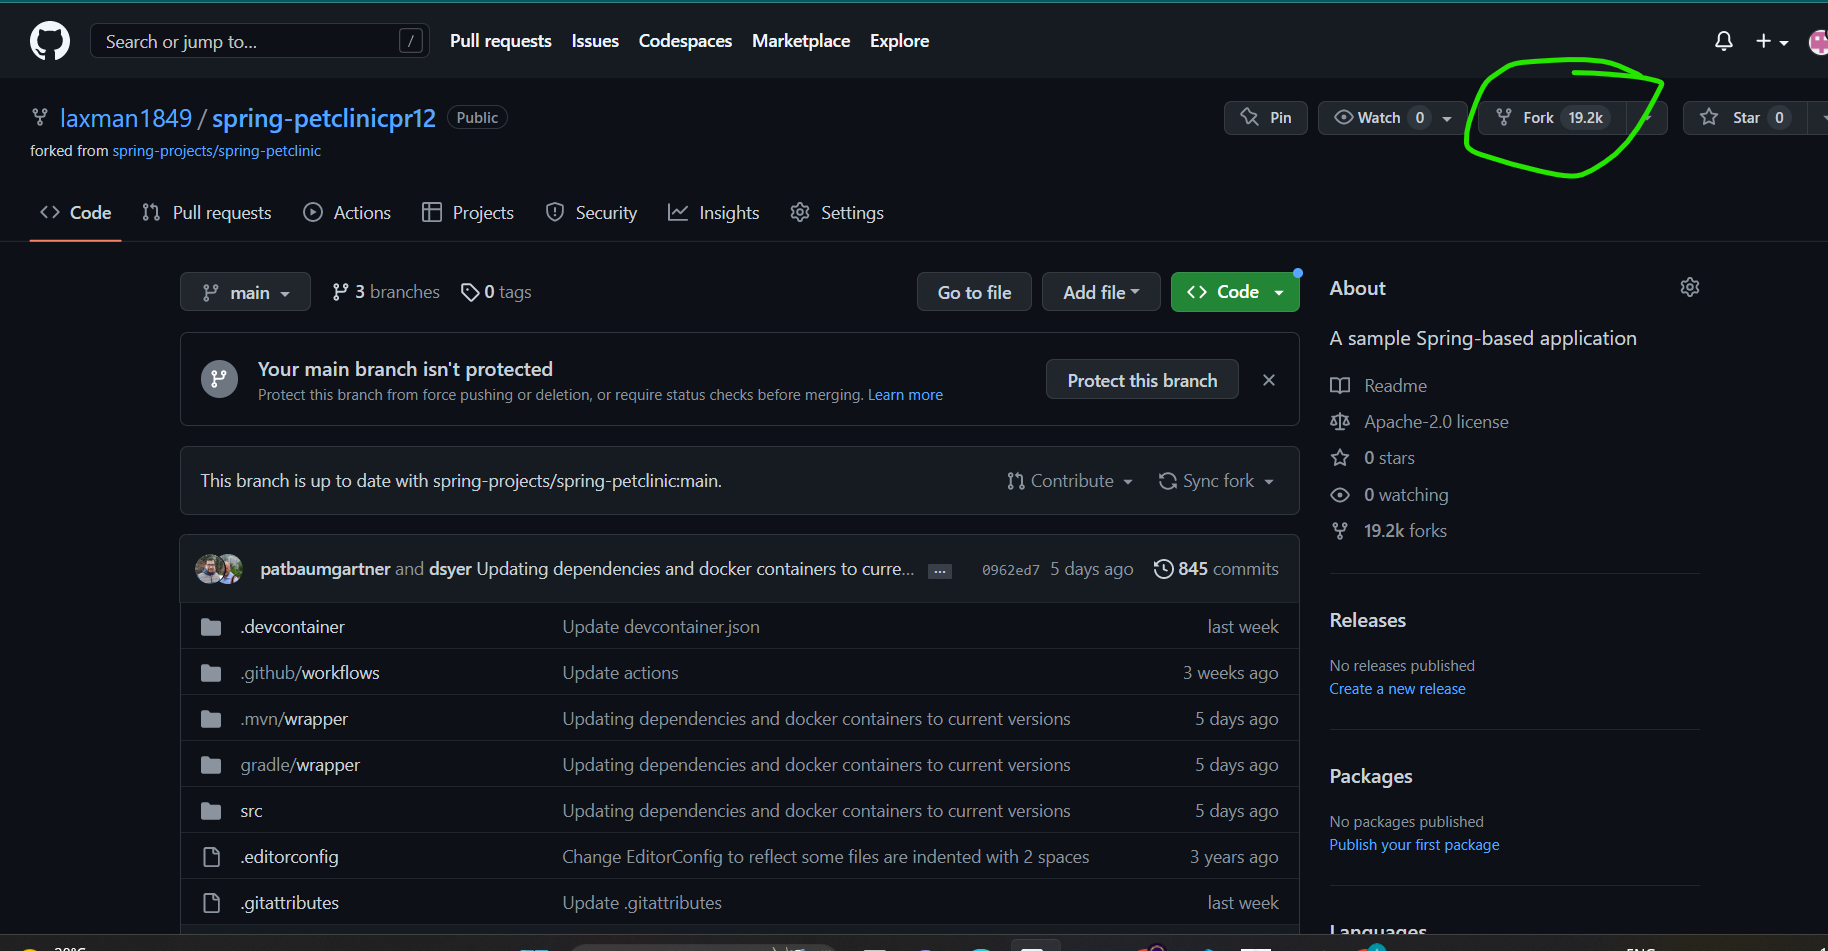 Search or jump to... /
Pull requests Issues Codespaces Marketplace Explore
laxman1849 / spring-petclinicpr12 Public
forked from spring-projects/spring-petclinic
Pin Watch 0 Fork 19.2k Star 0
Code Pull requests Actions Projects Security Insights Settings
main 3 branches 0 tags Go to file Add file Code
Your main branch isn't protected
Protect this branch from force pushing or deletion, or require status checks before merging. Learn more
Protect this branch
This branch is up to date with spring-projects/spring-petclinic:main. Contribute Sync fork
patbaumgartner and dsyer Updating dependencies and docker containers to curre... ... 0962ed7 5 days ago 845 commits
.devcontainer Update devcontainer.json last week
.github/workflows Update actions 3 weeks ago
.mvn/wrapper Updating dependencies and docker containers to current versions 5 days ago
gradle/wrapper Updating dependencies and docker containers to current versions 5 days ago
src Updating dependencies and docker containers to current versions 5 days ago
.editorconfig Change EditorConfig to reflect some files are indented with 2 spaces 3 years ago
.gitattributes Update .gitattributes last week
About
A sample Spring-based application
Readme
Apache-2.0 license
0 stars
0 watching
19.2k forks
Releases
No releases published
Create a new release
Packages
No packages published
Publish your first package
Languages